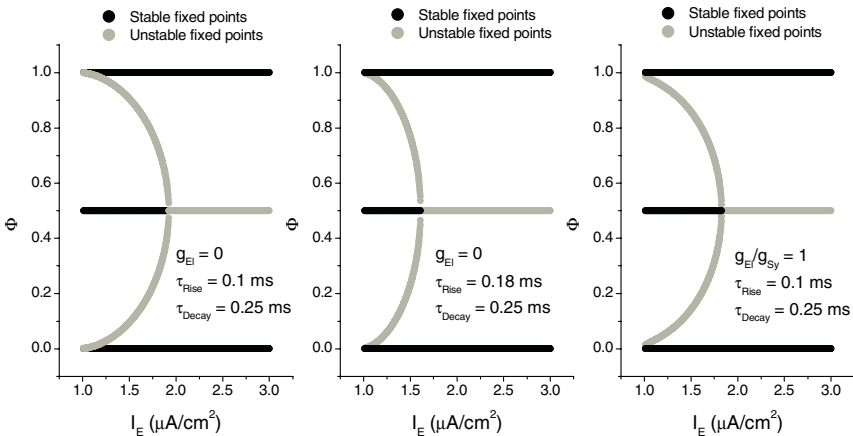 Stable fixed points
Unstable fixed points
1.0
0.8
0.6
0.4
0.2
0.0
Φ
g_El = 0
τ_Rise = 0.1 ms
τ_Decay = 0.25 ms
1.0 1.5 2.0 2.5 3.0
I_E (μA/cm²)
Stable fixed points
Unstable fixed points
1.0
0.8
0.6
0.4
0.2
0.0
Φ
g_El = 0
τ_Rise = 0.18 ms
τ_Decay = 0.25 ms
1.0 1.5 2.0 2.5 3.0
I_E (μA/cm²)
Stable fixed points
Unstable fixed points
1.0
0.8
0.6
0.4
0.2
0.0
Φ
g_El/g_Sy = 1
τ_Rise = 0.1 ms
τ_Decay = 0.25 ms
1.0 1.5 2.0 2.5 3.0
I_E (μA/cm²)